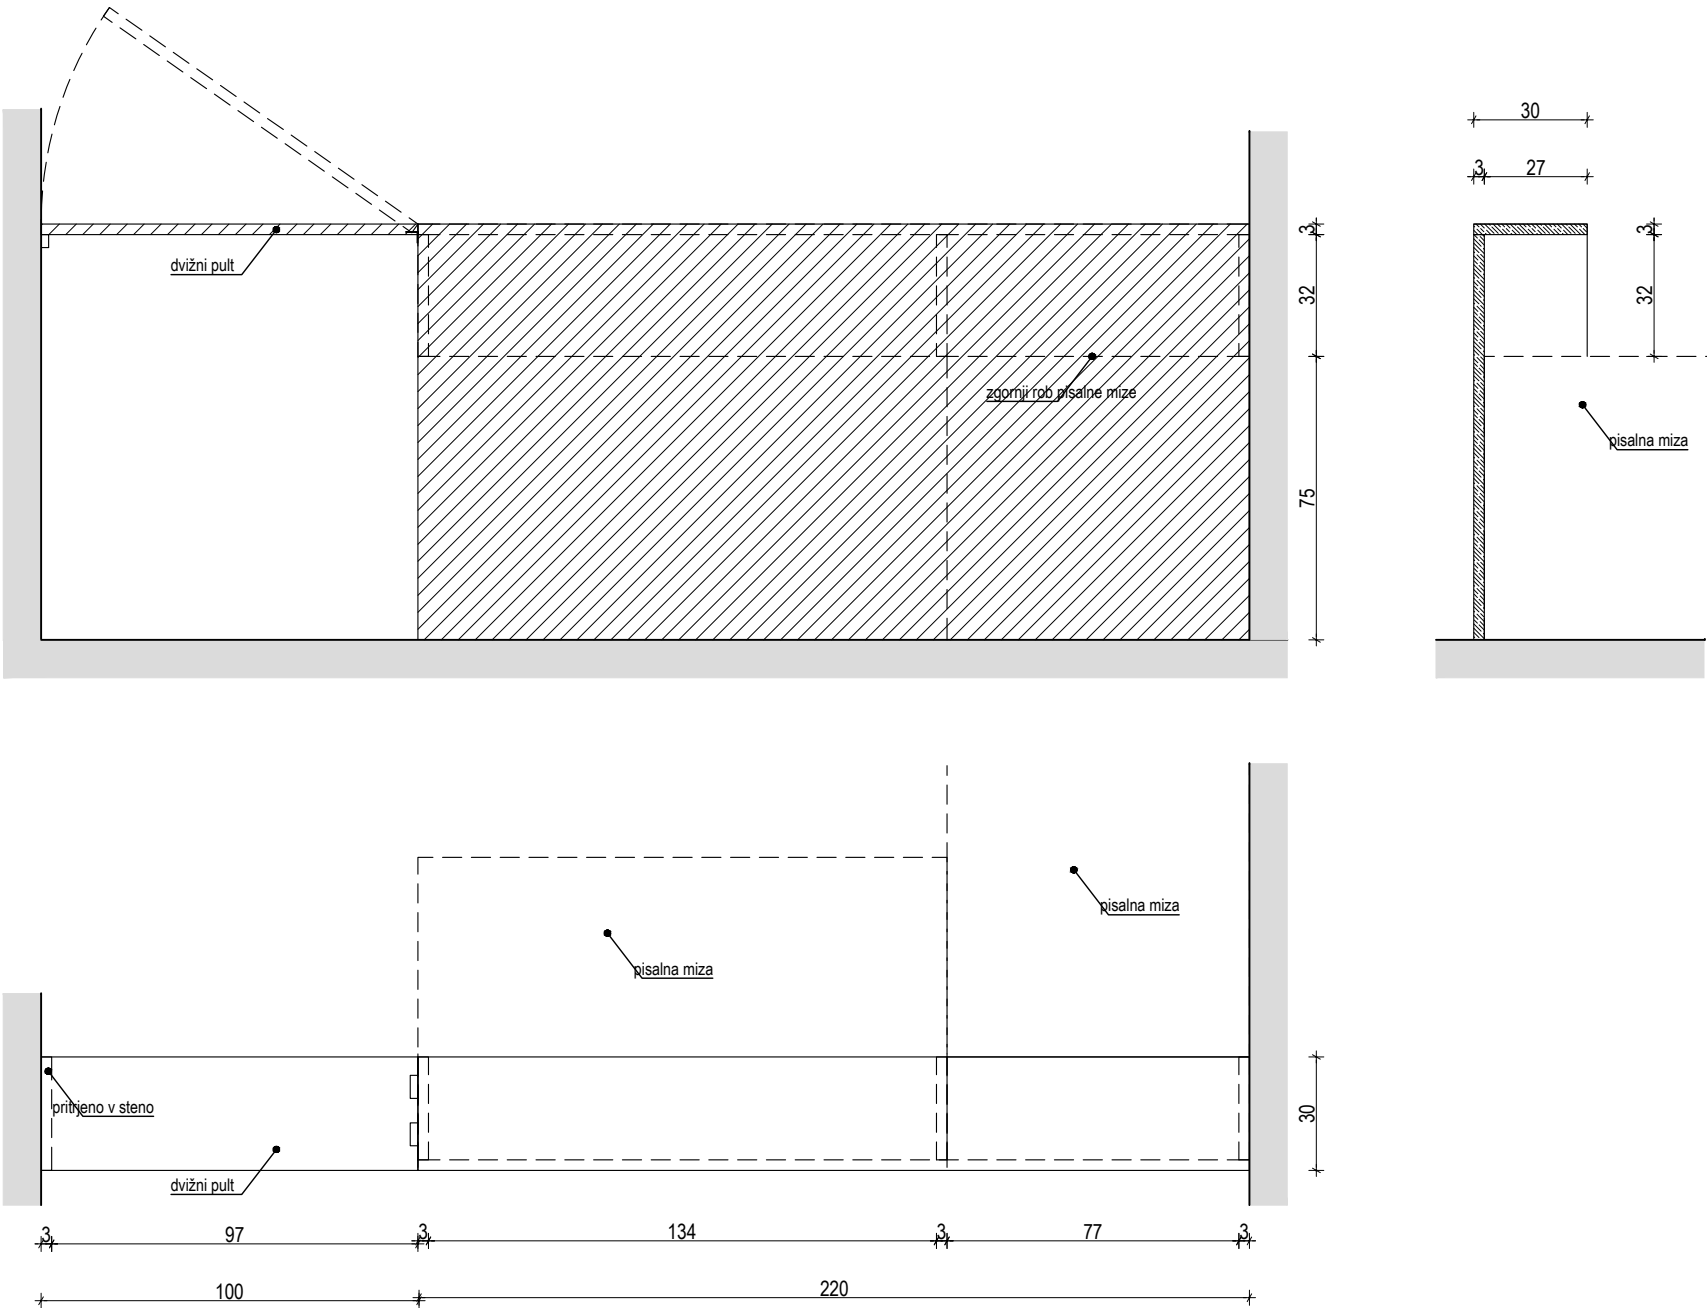 30
3
27
3
3
dvižni pult
32
32
zgornji rob pisalne mize
pisalna miza
75
pisalna miza
pisalna miza
pritrjeno v steno
30
dvižni pult
3
97
3
134
3
77
3
100
220